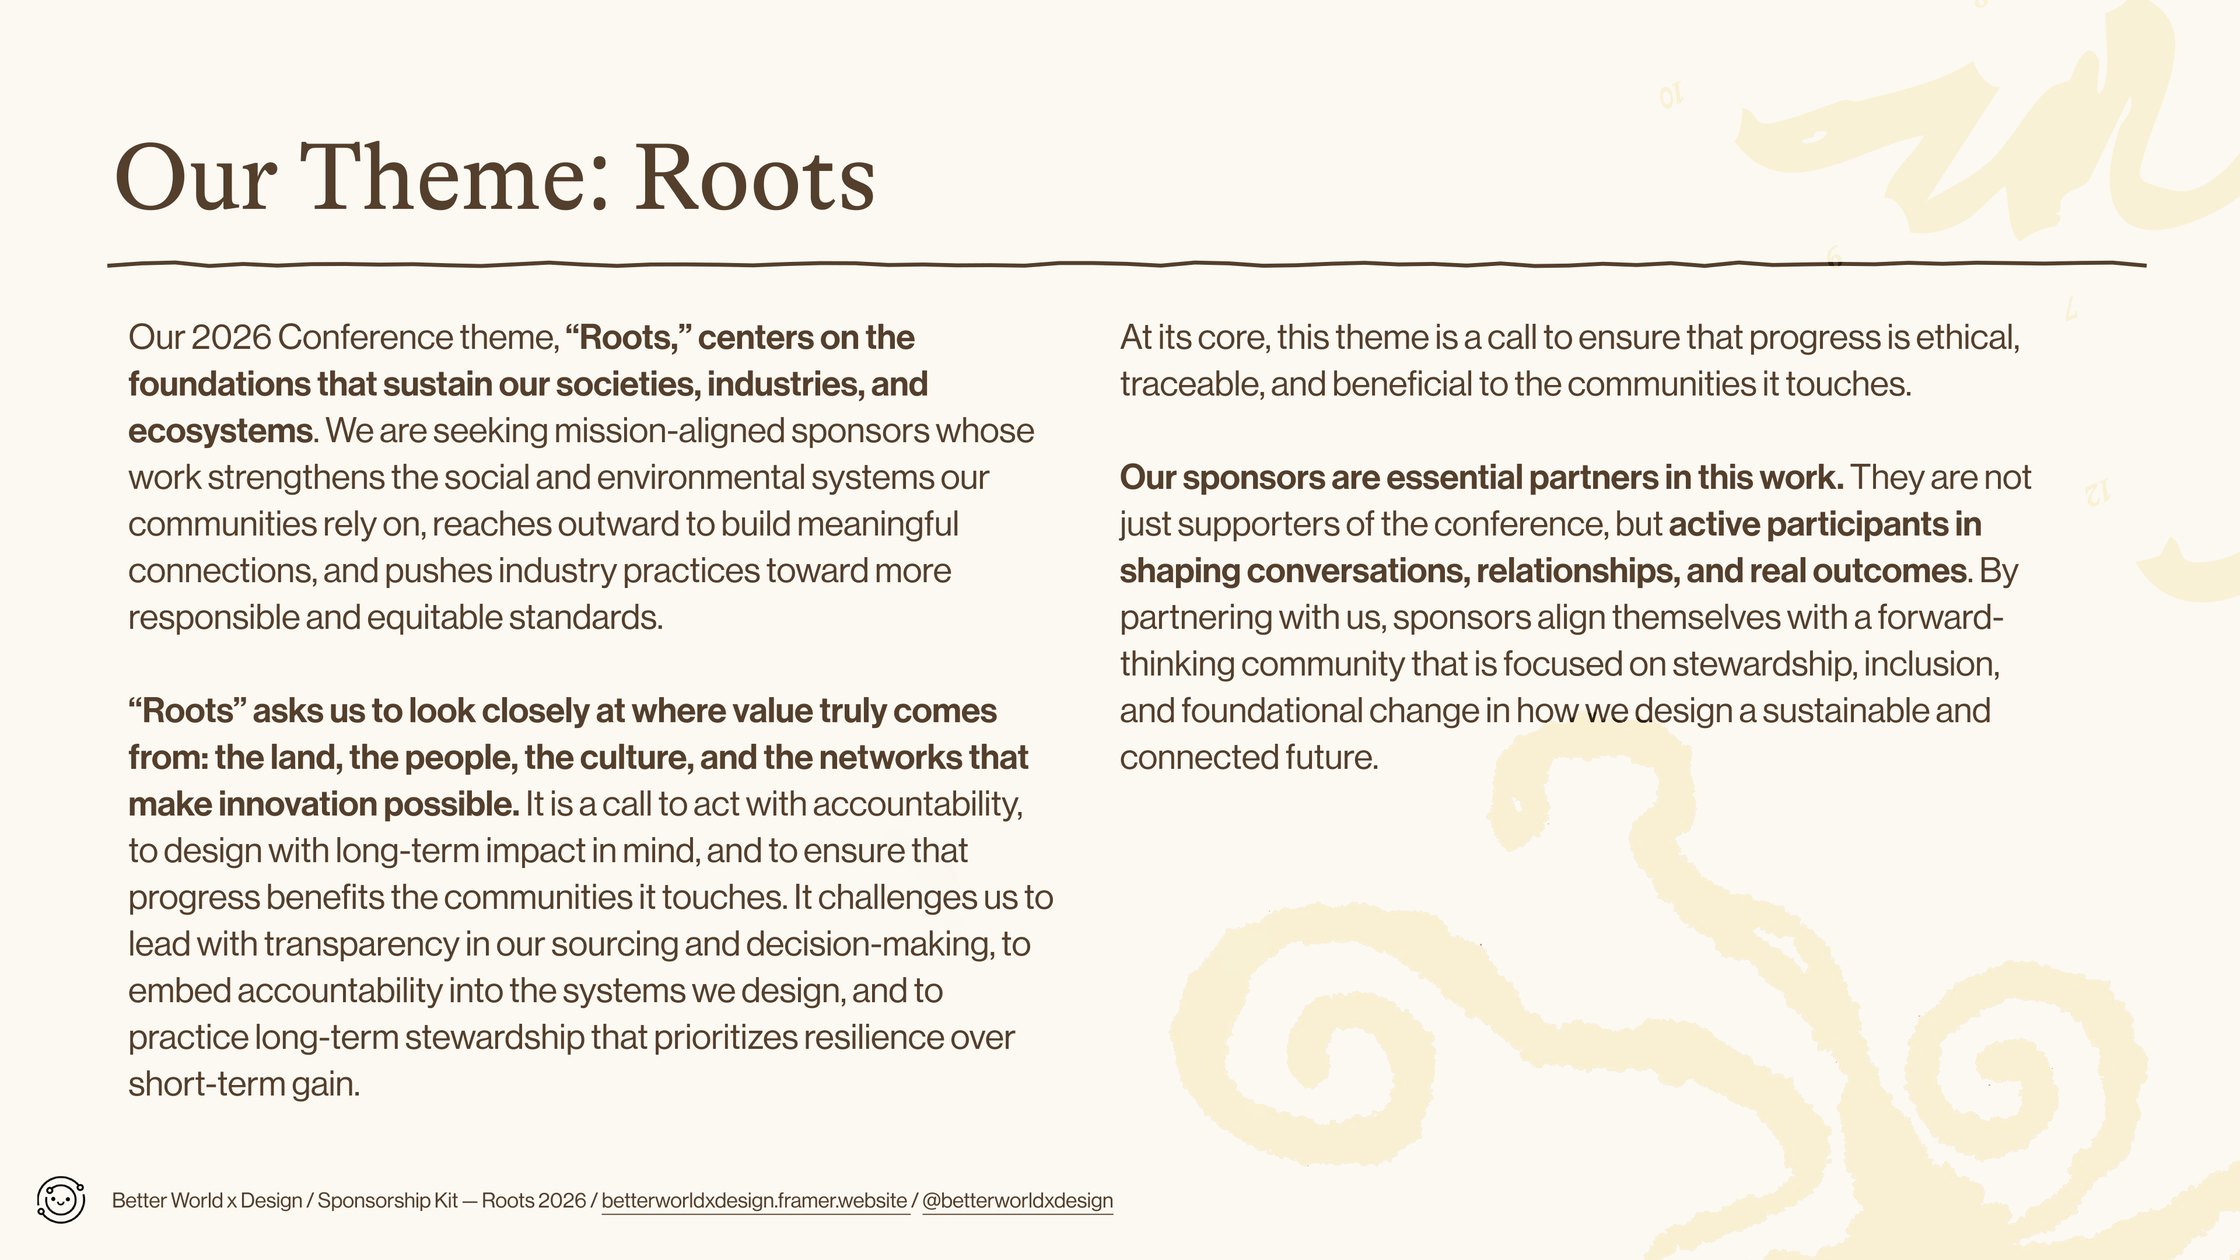 Our Theme: Roots
Our 2026 Conference theme, “Roots,” centers on the
foundations that sustain our societies, industries, and
ecosystems. We are seeking mission-aligned sponsors whose
work strengthens the social and environmental systems our
communities rely on, reaches outward to build meaningful
connections, and pushes industry practices toward more
responsible and equitable standards.
“Roots” asks us to look closely at where value truly comes
from: the land, the people, the culture, and the networks that
make innovation possible. It is a call to act with accountability,
to design with long-term impact in mind, and to ensure that
progress benefits the communities it touches. It challenges us to
lead with transparency in our sourcing and decision-making, to
embed accountability into the systems we design, and to
practice long-term stewardship that prioritizes resilience over
short-term gain.
At its core, this theme is a call to ensure that progress is ethical,
traceable, and beneficial to the communities it touches.
Our sponsors are essential partners in this work. They are not
just supporters of the conference, but active participants in
shaping conversations, relationships, and real outcomes. By
partnering with us, sponsors align themselves with a forward-
thinking community that is focused on stewardship, inclusion,
and foundational change in how we design a sustainable and
connected future.
10
7
12
Better World x Design / Sponsorship Kit — Roots 2026 / betterworldxdesign.framer.website / @betterworldxdesign